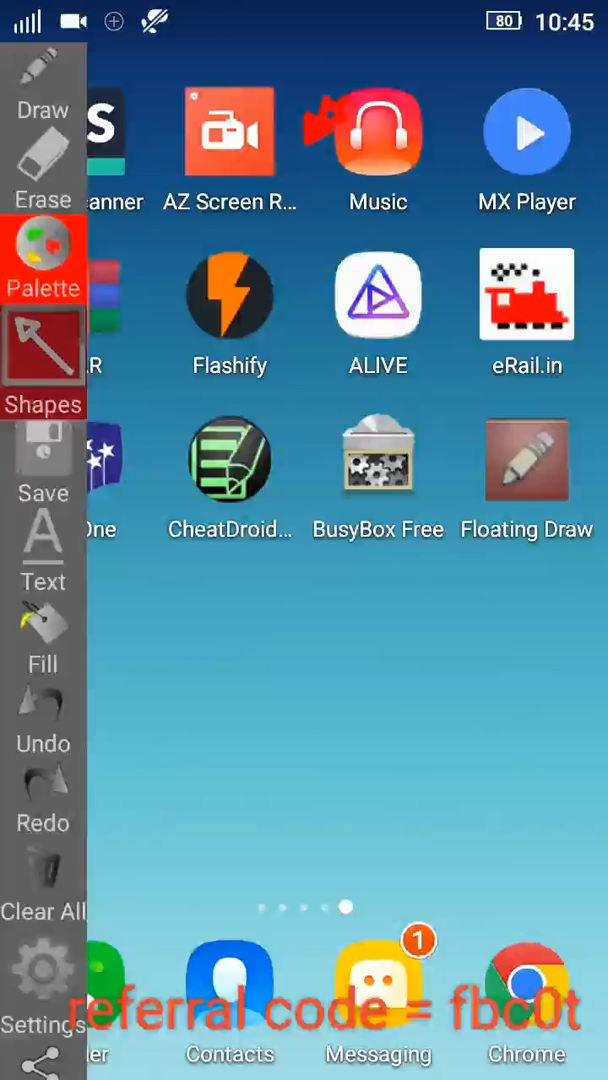 80 10:45
Draw
S
Erase
anner AZ Screen R... Music MX Player
Palette
R Flashify ALIVE eRail.in
Shapes
Save
One CheatDroid... BusyBox Free Floating Draw
A
Text
Fill
Undo
Redo
Clear All
1
Settings
referral code = fbc0t
ler Contacts Messaging Chrome